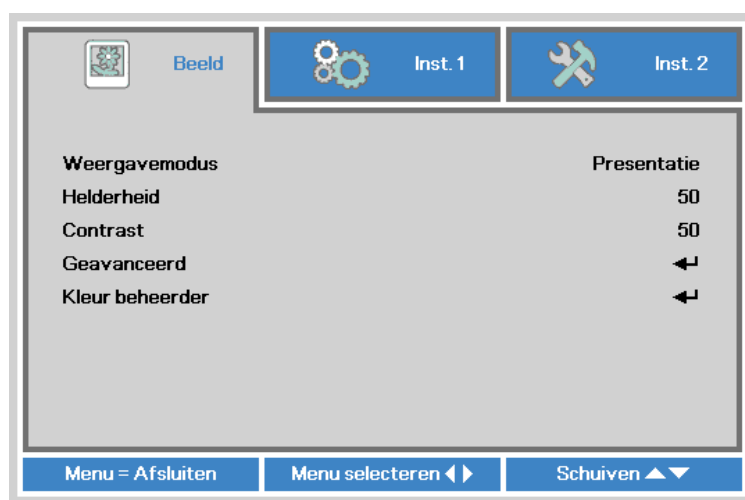 Beeld
Inst. 1
Inst. 2
Weergavemodus Presentatie
Helderheid 50
Contrast 50
Geavanceerd
Kleur beheerder
Menu = Afsluiten
Menu selecteren
Schuiven